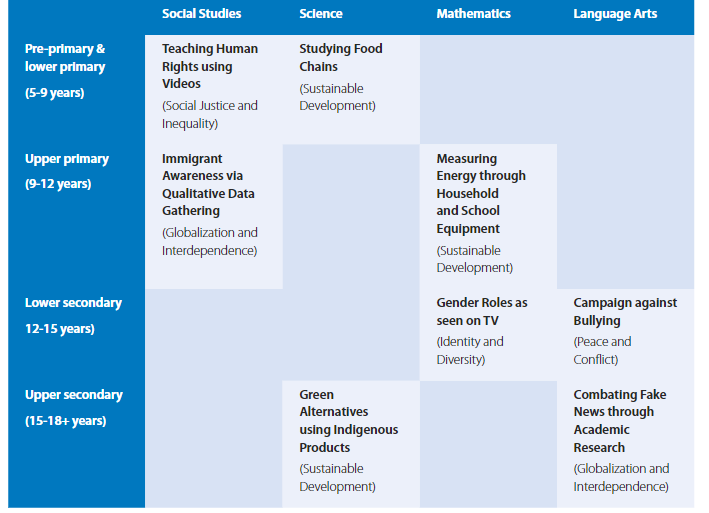 Social Studies
Science
Mathematics
Language Arts
Pre-primary &
lower primary
(5-9 years)
Teaching Human
Rights using
Videos
(Social Justice and
Inequality)
Studying Food
Chains
(Sustainable
Development)
Upper primary
(9-12 years)
Immigrant
Awareness via
Qualitative Data
Gathering
(Globalization and
Interdependence)
Measuring
Energy through
Household
and School
Equipment
(Sustainable
Development)
Lower secondary
12-15 years)
Gender Roles as
seen on TV
(Identity and
Diversity)
Campaign against
Bullying
(Peace and
Conflict)
Upper secondary
(15-18+ years)
Green
Alternatives
using Indigenous
Products
(Sustainable
Development)
Combating Fake
News through
Academic
Research
(Globalization and
Interdependence)